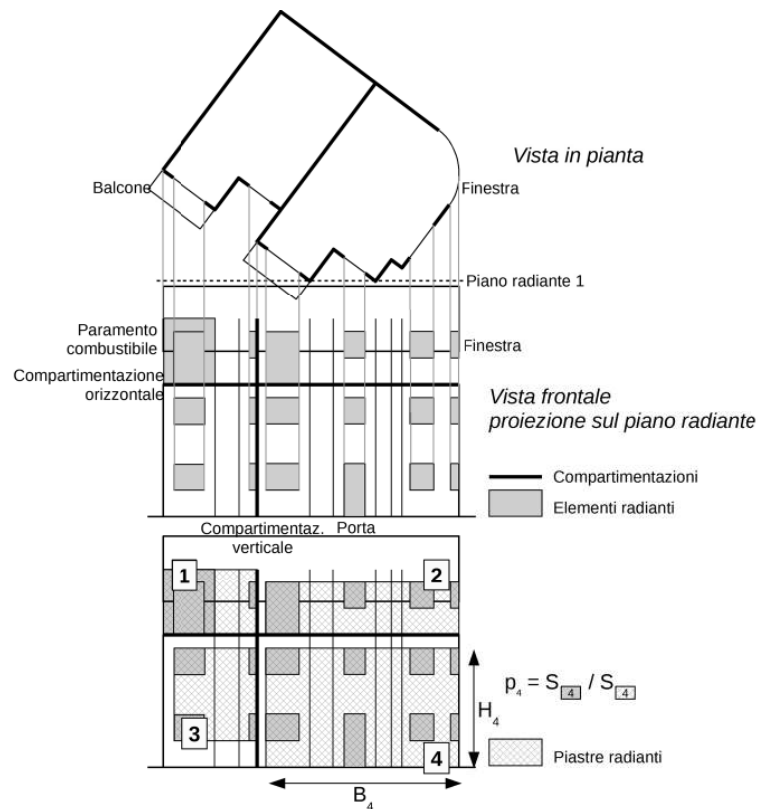 Vista in pianta
Balcone
Finestra
Piano radiante 1
Paramento
combustibile
Finestra
Compartimentazione
orizzontale
Vista frontale
proiezione sul piano radiante
Compartimentazioni
Elementi radianti
Compartimentaz.
verticale
Porta
1
2
p₄ = S₄ / S₄
H₄
3
4
Piastre radianti
B₄